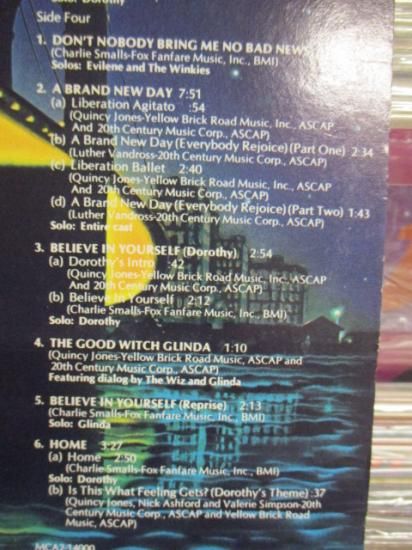 Solo: Dorothy
Side Four
1. DON'T NOBODY BRING ME NO BAD NEWS
(Charlie Smalls-Fox Fanfare Music, Inc., BMI)
Solos: Evilene and The Winkies
2. A BRAND NEW DAY 7:51
(a) Liberation Agitato :54
(Quincy Jones-Yellow Brick Road Music, Inc., ASCAP
And 20th Century Music Corp., ASCAP)
(b) A Brand New Day (Everybody Rejoice) (Part One) 2:34
(Luther Vandross-20th Century Music Corp., ASCAP)
(c) Liberation Ballet 2:40
(Quincy Jones-Yellow Brick Road Music, Inc., ASCAP
And 20th Century Music Corp., ASCAP)
(d) A Brand New Day (Everybody Rejoice) (Part Two) 1:43
(Luther Vandross-20th Century Music Corp., ASCAP)
Solo: Entire cast
3. BELIEVE IN YOURSELF (Dorothy) 2:54
(a) Dorothy's Intro :42
(Quincy Jones-Yellow Brick Road Music, Inc., ASCAP
And 20th Century Music Corp., ASCAP)
(b) Believe In Yourself 2:12
(Charlie Smalls-Fox Fanfare Music, Inc., BMI)
Solo: Dorothy
4. THE GOOD WITCH GLINDA 1:10
(Quincy Jones-Yellow Brick Road Music, ASCAP and
20th Century Music Corp., ASCAP)
Featuring dialog by The Wiz and Glinda
5. BELIEVE IN YOURSELF (Reprise) 2:13
(Charlie Smalls-Fox Fanfare Music, Inc., BMI)
Solo: Glinda
6. HOME 3:27
(a) Home 2:50
(Charlie Smalls-Fox Fanfare Music, Inc., BMI)
Solo: Dorothy
(b) Is This What Feeling Gets? (Dorothy's Theme) :37
(Quincy Jones, Nick Ashford and Valerie Simpson-20th
Century Music Corp., ASCAP and Yellow Brick Road
Music, ASCAP)
MCA2-14000